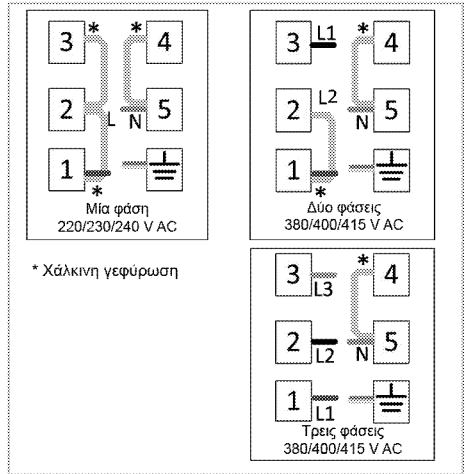 3 * * 4
2 L N 5
1 *
Μία φάση
220/230/240 V AC
3 L1 * 4
2 L2 N 5
1 *
Δύο φάσεις
380/400/415 V AC
* Χάλκινη γεφύρωση
3 L3 * 4
2 L2 N 5
1 L1
Τρεις φάσεις
380/400/415 V AC